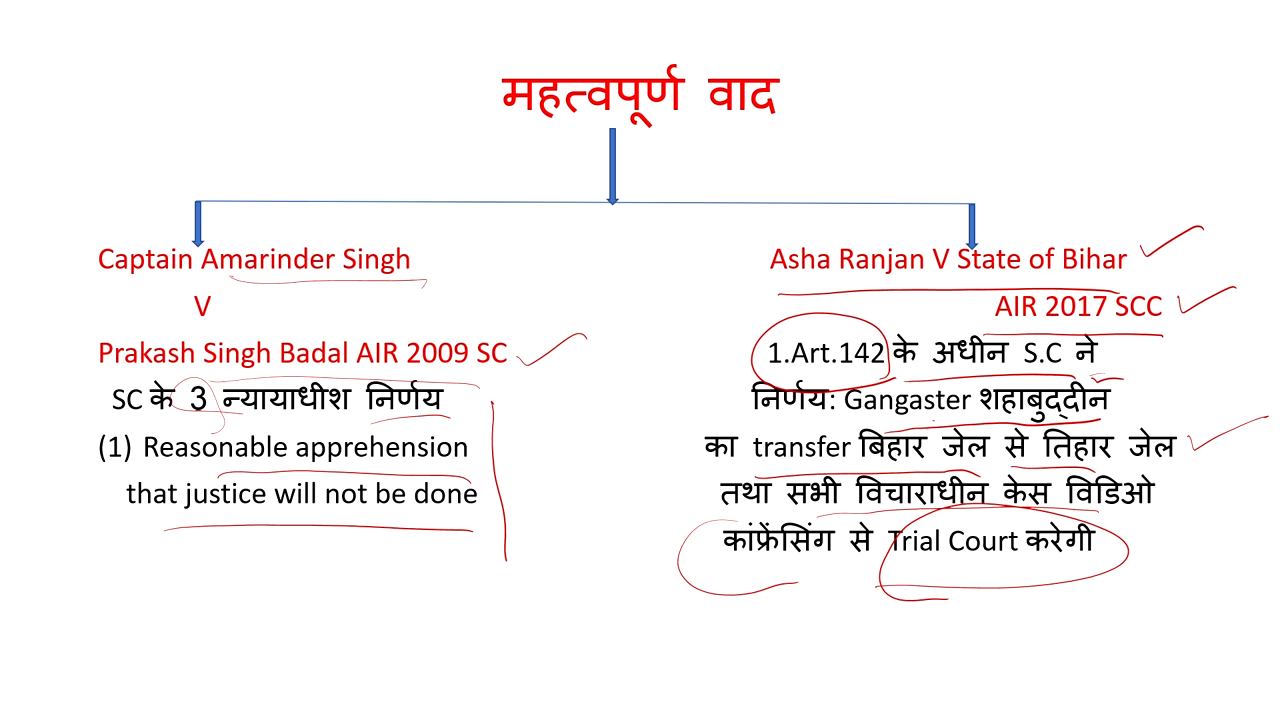 महत्वपूर्ण वाद
Captain Amarinder Singh
V
Prakash Singh Badal AIR 2009 SC
SC के 3 न्यायाधीश निर्णय
(1) Reasonable apprehension
that justice will not be done
Asha Ranjan V State of Bihar
AIR 2017 SCC
1.Art.142 के अधीन S.C ने
निर्णय: Gangaster शहाबुद्दीन
का transfer बिहार जेल से तिहार जेल
तथा सभी विचाराधीन केस विडिओ
कांफ्रेंसिंग से Trial Court करेगी